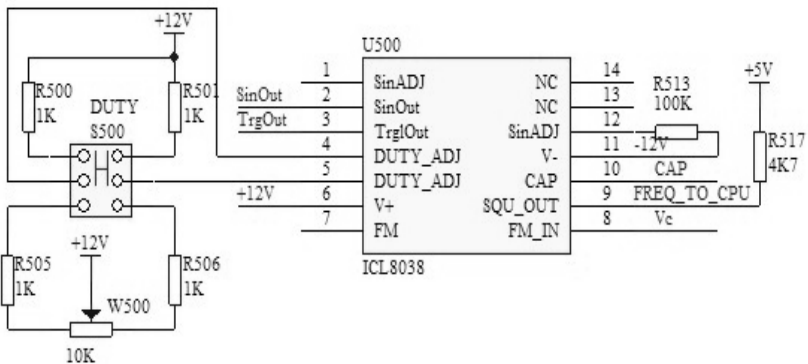 +12V
U500
R500
1K
R501
1K
DUTY
S500
SinOut
TrgOut
+12V
1
2
3
4
5
6
7
SinADJ
SinOut
TrglOut
DUTY_ADJ
DUTY_ADJ
V+
FM
NC
NC
SinADJ
V-
CAP
SQU_OUT
FM_IN
14
13
12
11
10
9
8
R513
100K
-12V
CAP
FREQ_TO_CPU
Vc
+5V
R517
4K7
ICL8038
+12V
R505
1K
R506
1K
W500
10K